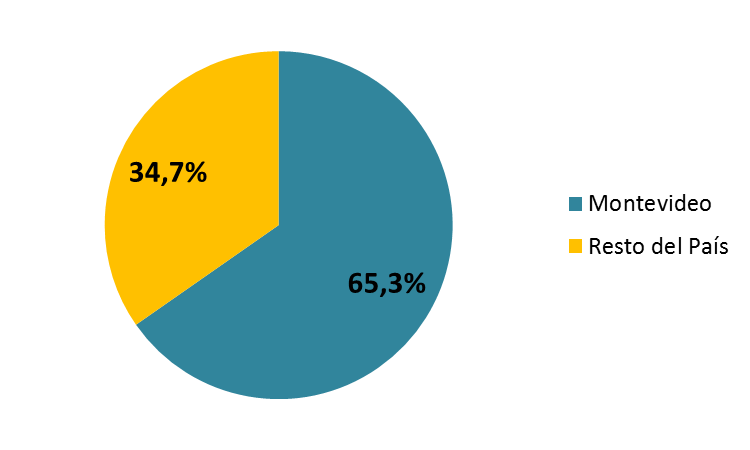 34,7%
65,3%
Montevideo
Resto del País